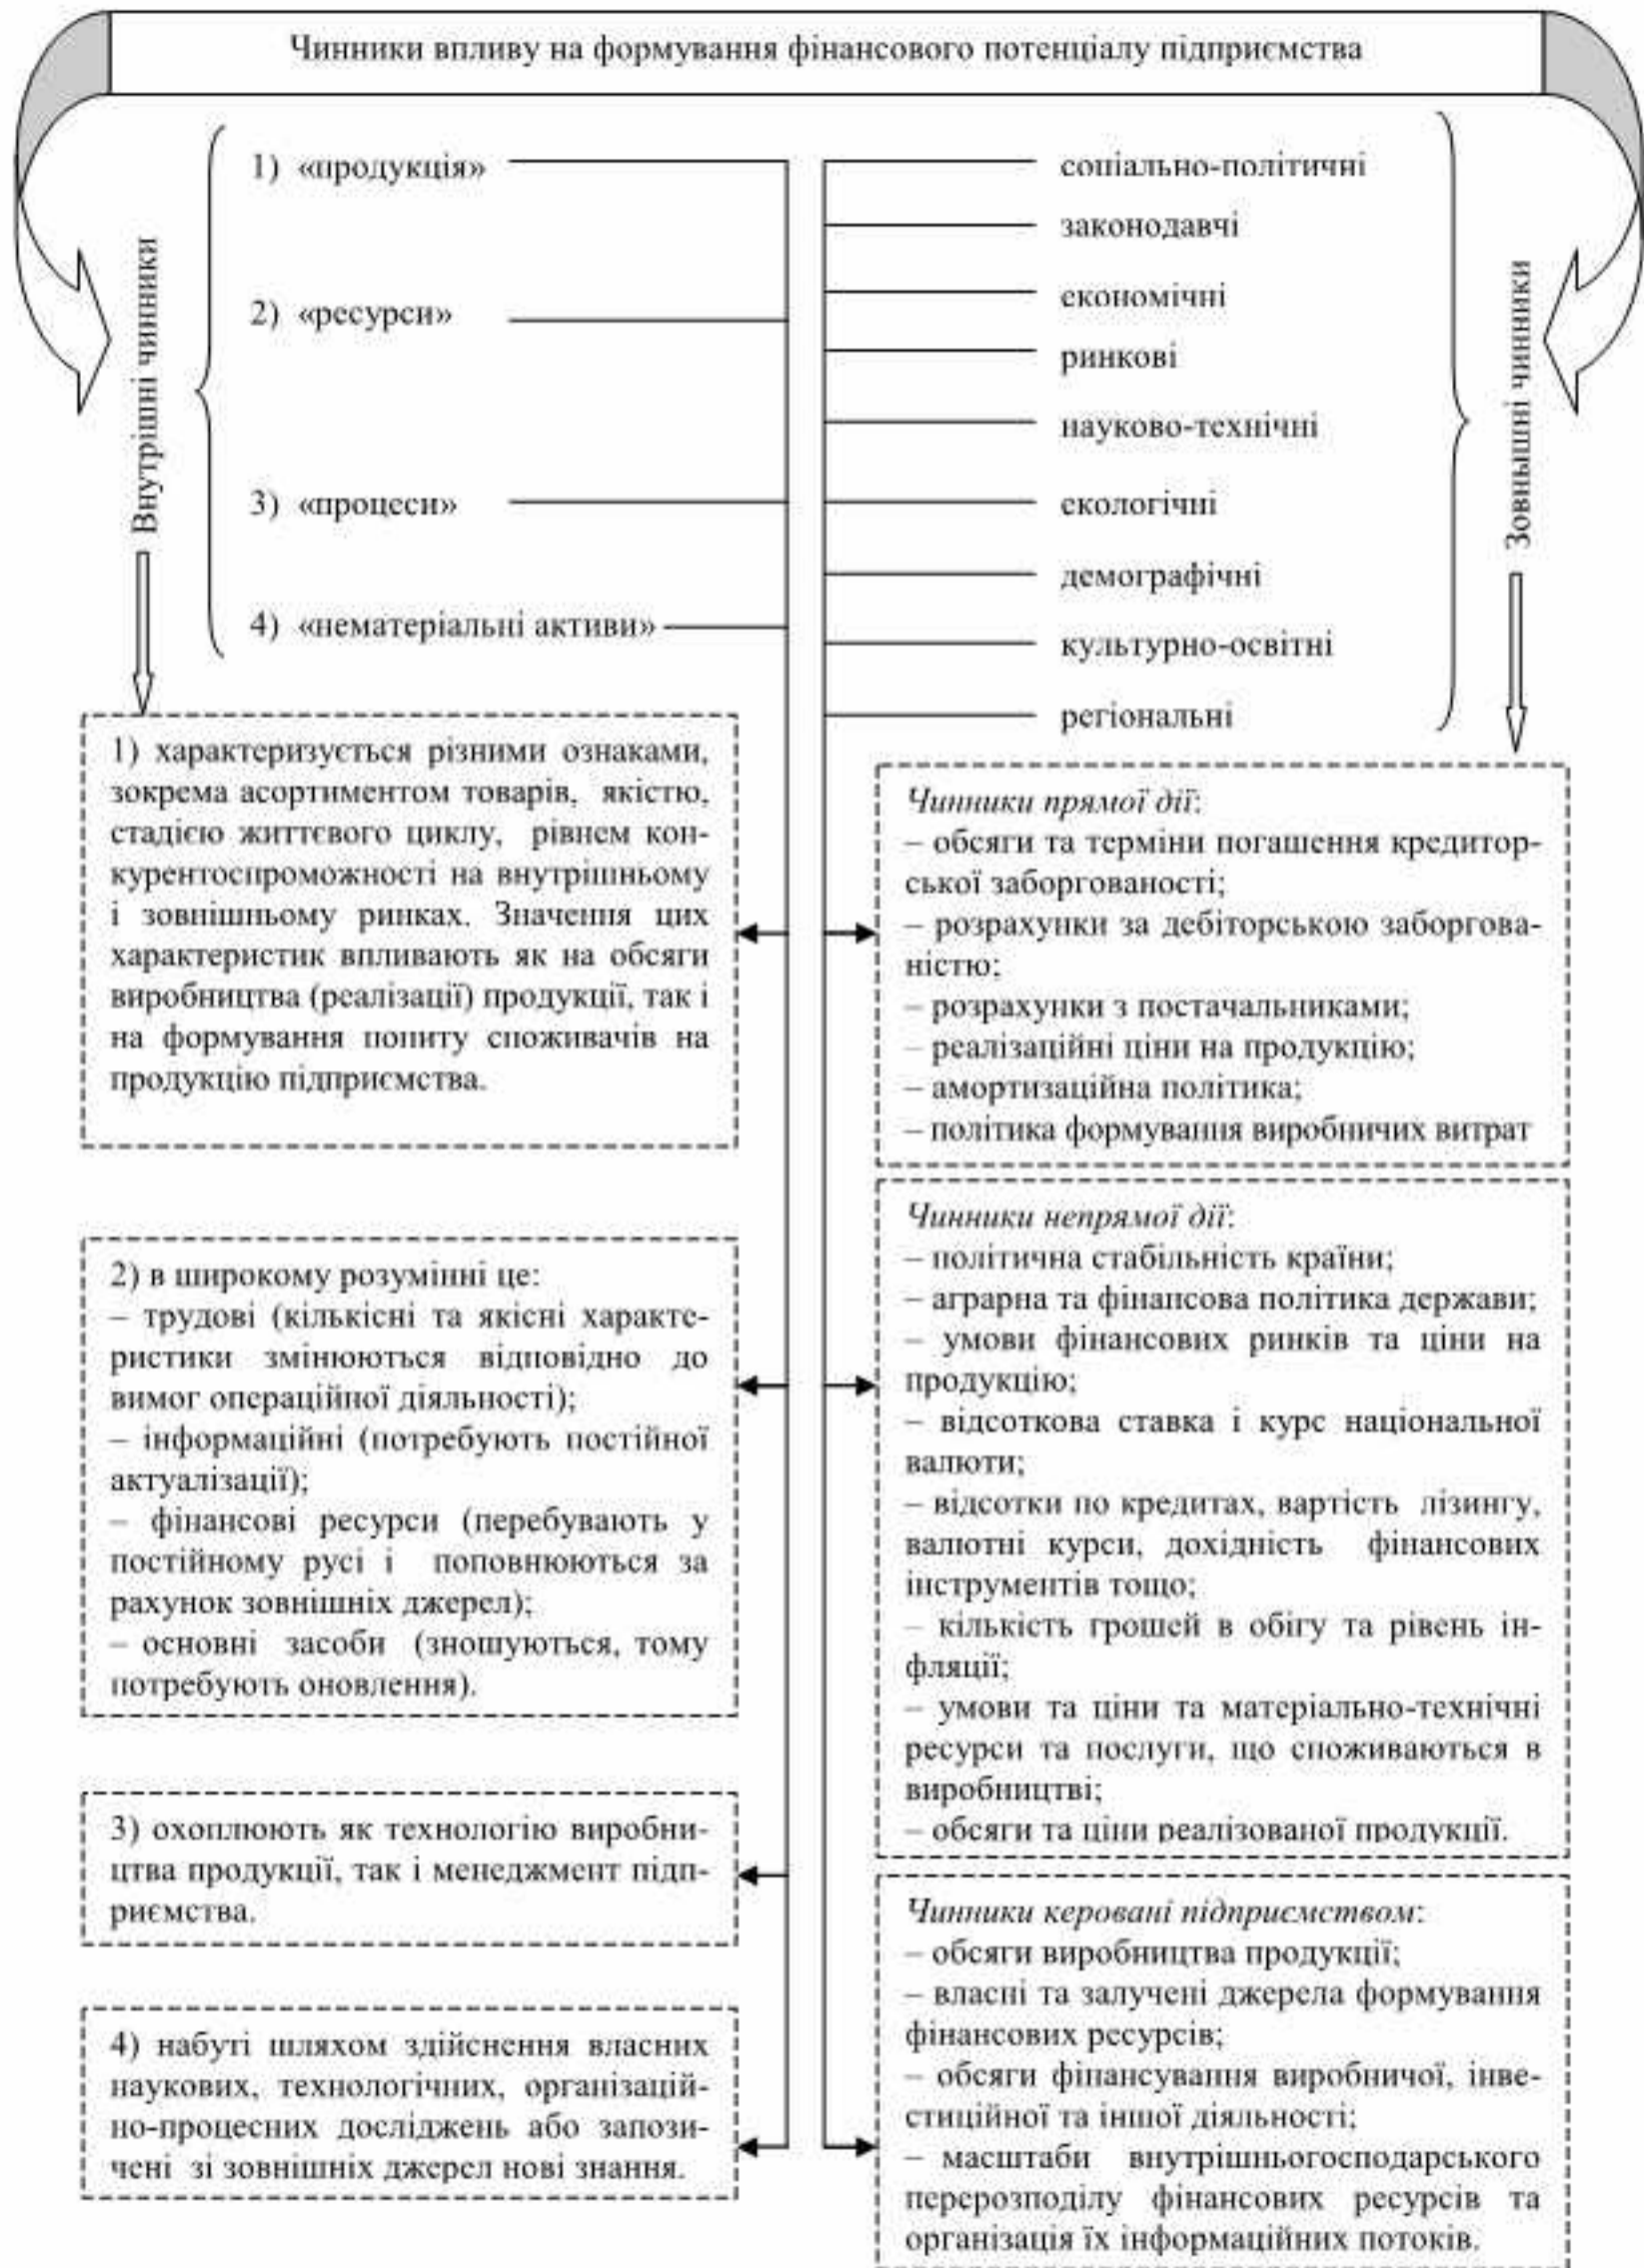 Чинники впливу на формування фінансового потенціалу підприємства
Внутрішні чинники
1) «продукція»
2) «ресурси»
3) «процеси»
4) «нематеріальні активи»
соціально-політичні
законодавчі
економічні
ринкові
науково-технічні
екологічні
демографічні
культурно-освітні
регіональні
Зовнышні чинники
1) характеризується різними ознаками,
зокрема асортиментом товарів, якістю,
стадією життєвого циклу, рівнем кон-
курентоспроможності на внутрішньому
і зовнішньому ринках. Значення цих
характеристик впливають як на обсяги
виробництва (реалізації) продукції, так і
на формування попиту споживачів на
продукцію підприємства.
2) в широкому розумінні це:
– трудові (кількісні та якісні характе-
ристики змінюються відповідно до
вимог операційної діяльності);
– інформаційні (потребують постійної
актуалізації);
– фінансові ресурси (перебувають у
постійному русі і поповнюються за
рахунок зовнішніх джерел);
– основні засоби (зношуються, тому
потребують оновлення).
3) охоплюють як технологію виробни-
цтва продукції, так і менеджмент підп-
риємства.
4) набуті шляхом здійснення власних
наукових, технологічних, організацій-
но-процесних досліджень або запози-
чені зі зовнішніх джерел нові знання.
Чинники прямої дії:
– обсяги та терміни погашення кредитор-
ської заборгованості;
– розрахунки за дебіторською заборгова-
ністю;
– розрахунки з постачальниками;
– реалізаційні ціни на продукцію;
– амортизаційна політика;
– політика формування виробничих витрат
Чинники непрямої дії:
– політична стабільність країни;
– аграрна та фінансова політика держави;
– умови фінансових ринків та ціни на
продукцію;
– відсоткова ставка і курс національної
валюти;
– відсотки по кредитах, вартість лізингу,
валютні курси, дохідність фінансових
інструментів тощо;
– кількість грошей в обігу та рівень ін-
фляції;
– умови та ціни та матеріально-технічні
ресурси та послуги, що споживаються в
виробництві;
– обсяги та ціни реалізованої продукції.
Чинники керовані підприємством:
– обсяги виробництва продукції;
– власні та залучені джерела формування
фінансових ресурсів;
– обсяги фінансування виробничої, інве-
стиційної та іншої діяльності;
– масштаби внутрішньогосподарського
перерозподілу фінансових ресурсів та
організація їх інформаційних потоків.